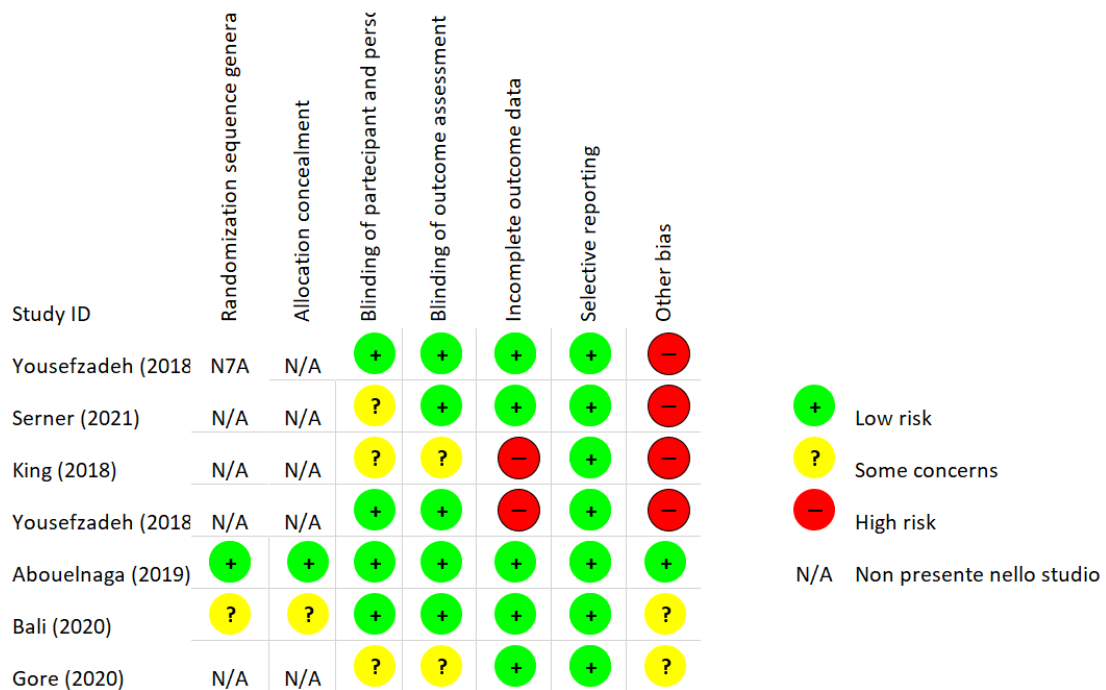 Randomization sequence genera
Allocation concealment
Blinding of partecipant and perso
Blinding of outcome assessment
Incomplete outcome data
Selective reporting
Other bias
Study ID
Yousefzadeh (2018 N7A N/A + + + + −
Serner (2021) N/A N/A ? + + + −
King (2018) N/A N/A ? ? − + −
Yousefzadeh (2018 N/A N/A + + − + −
Abouelnaga (2019) + + + + + + +
Bali (2020) ? ? + + + + ?
Gore (2020) N/A N/A ? ? + + ?
+ Low risk
? Some concerns
− High risk
N/A Non presente nello studio